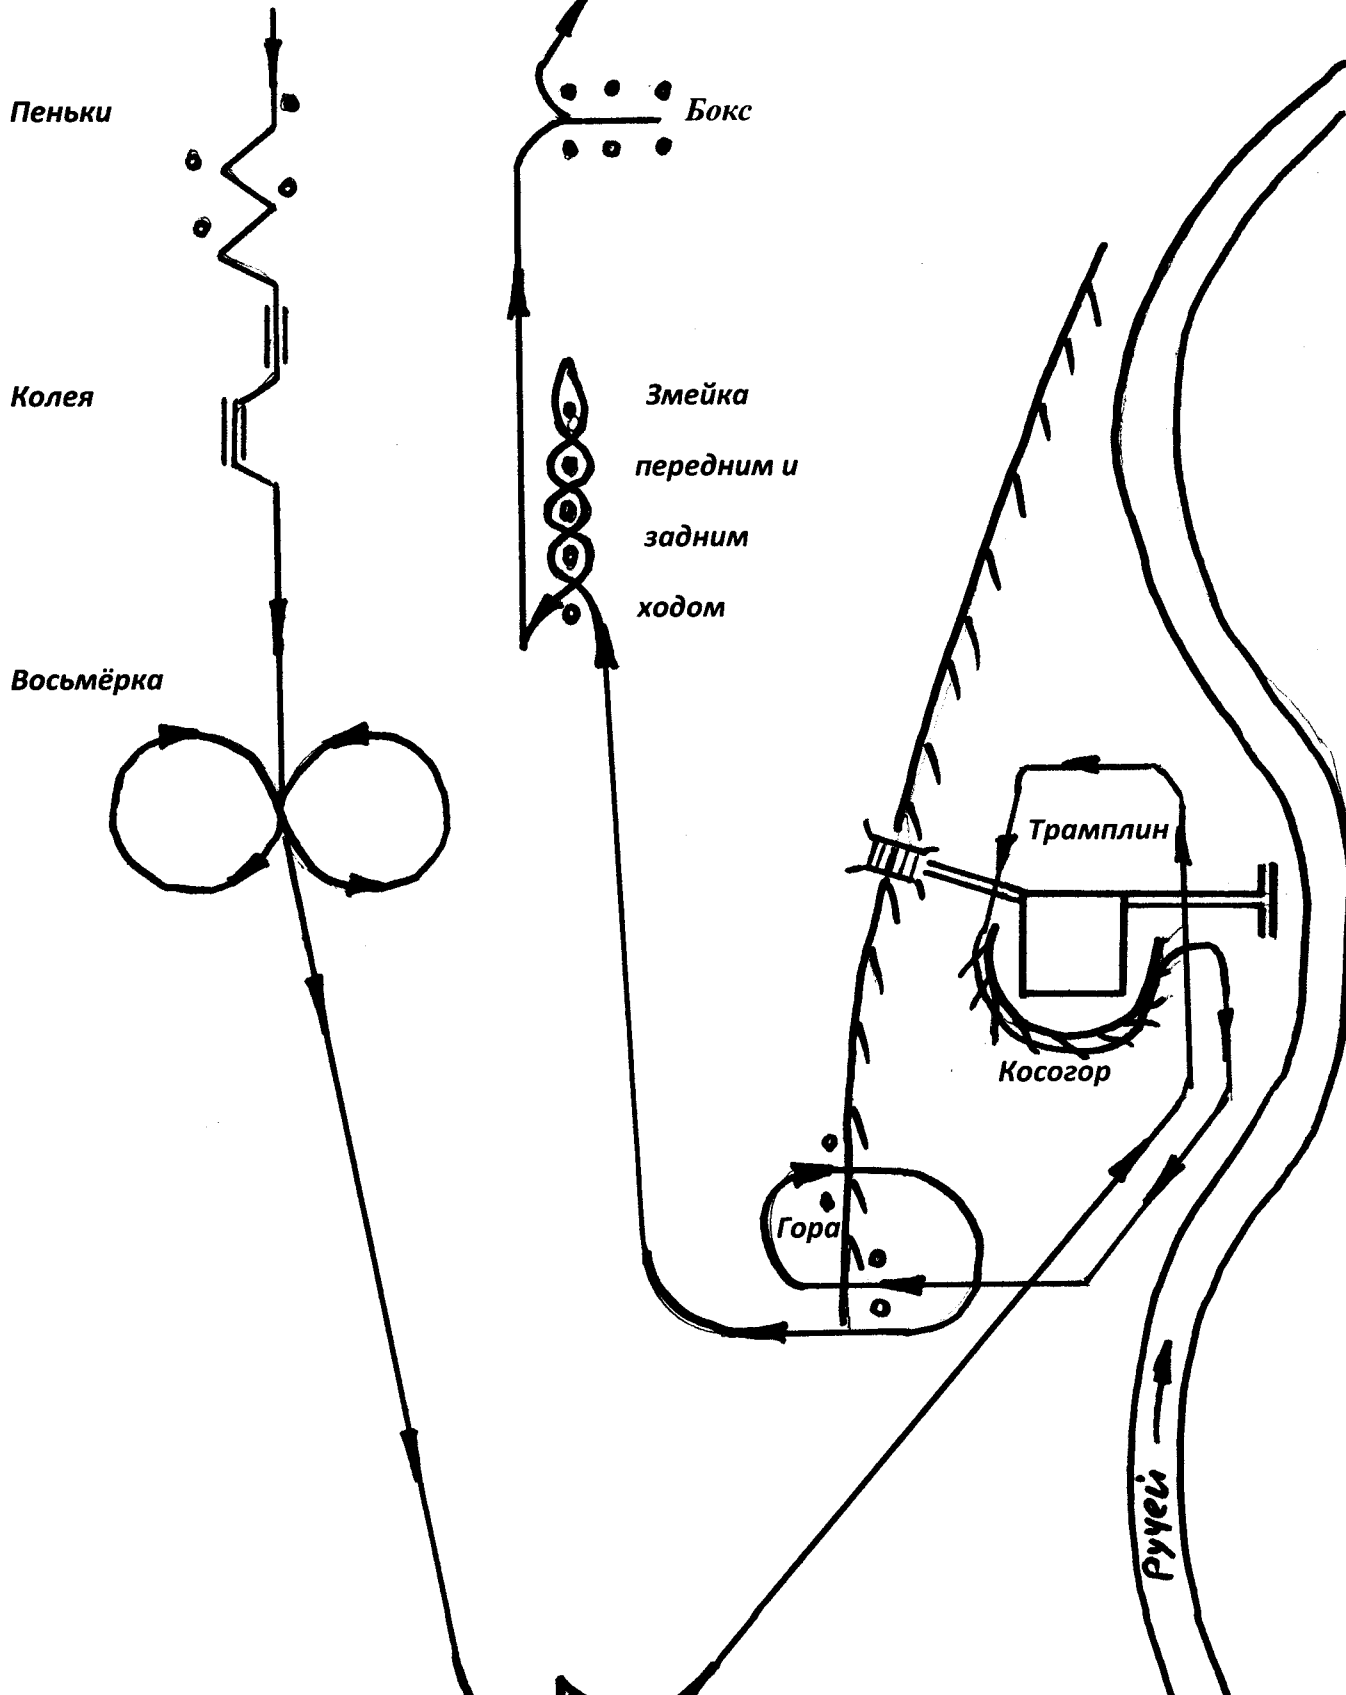 Пеньки
Бокс
Колея
Змейка
передним и
задним
ходом
Восьмёрка
Трамплин
Косогор
Гора
Ручей